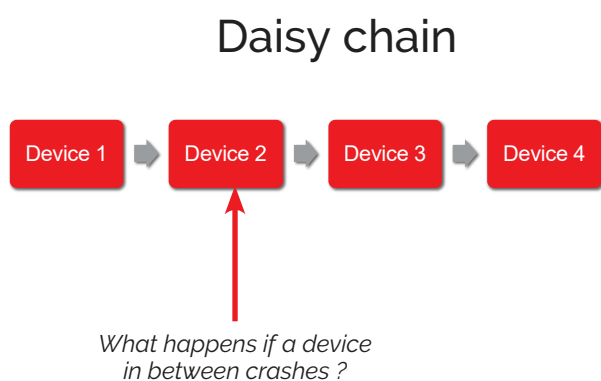 Daisy chain
Device 1 Device 2 Device 3 Device 4
What happens if a device
in between crashes ?